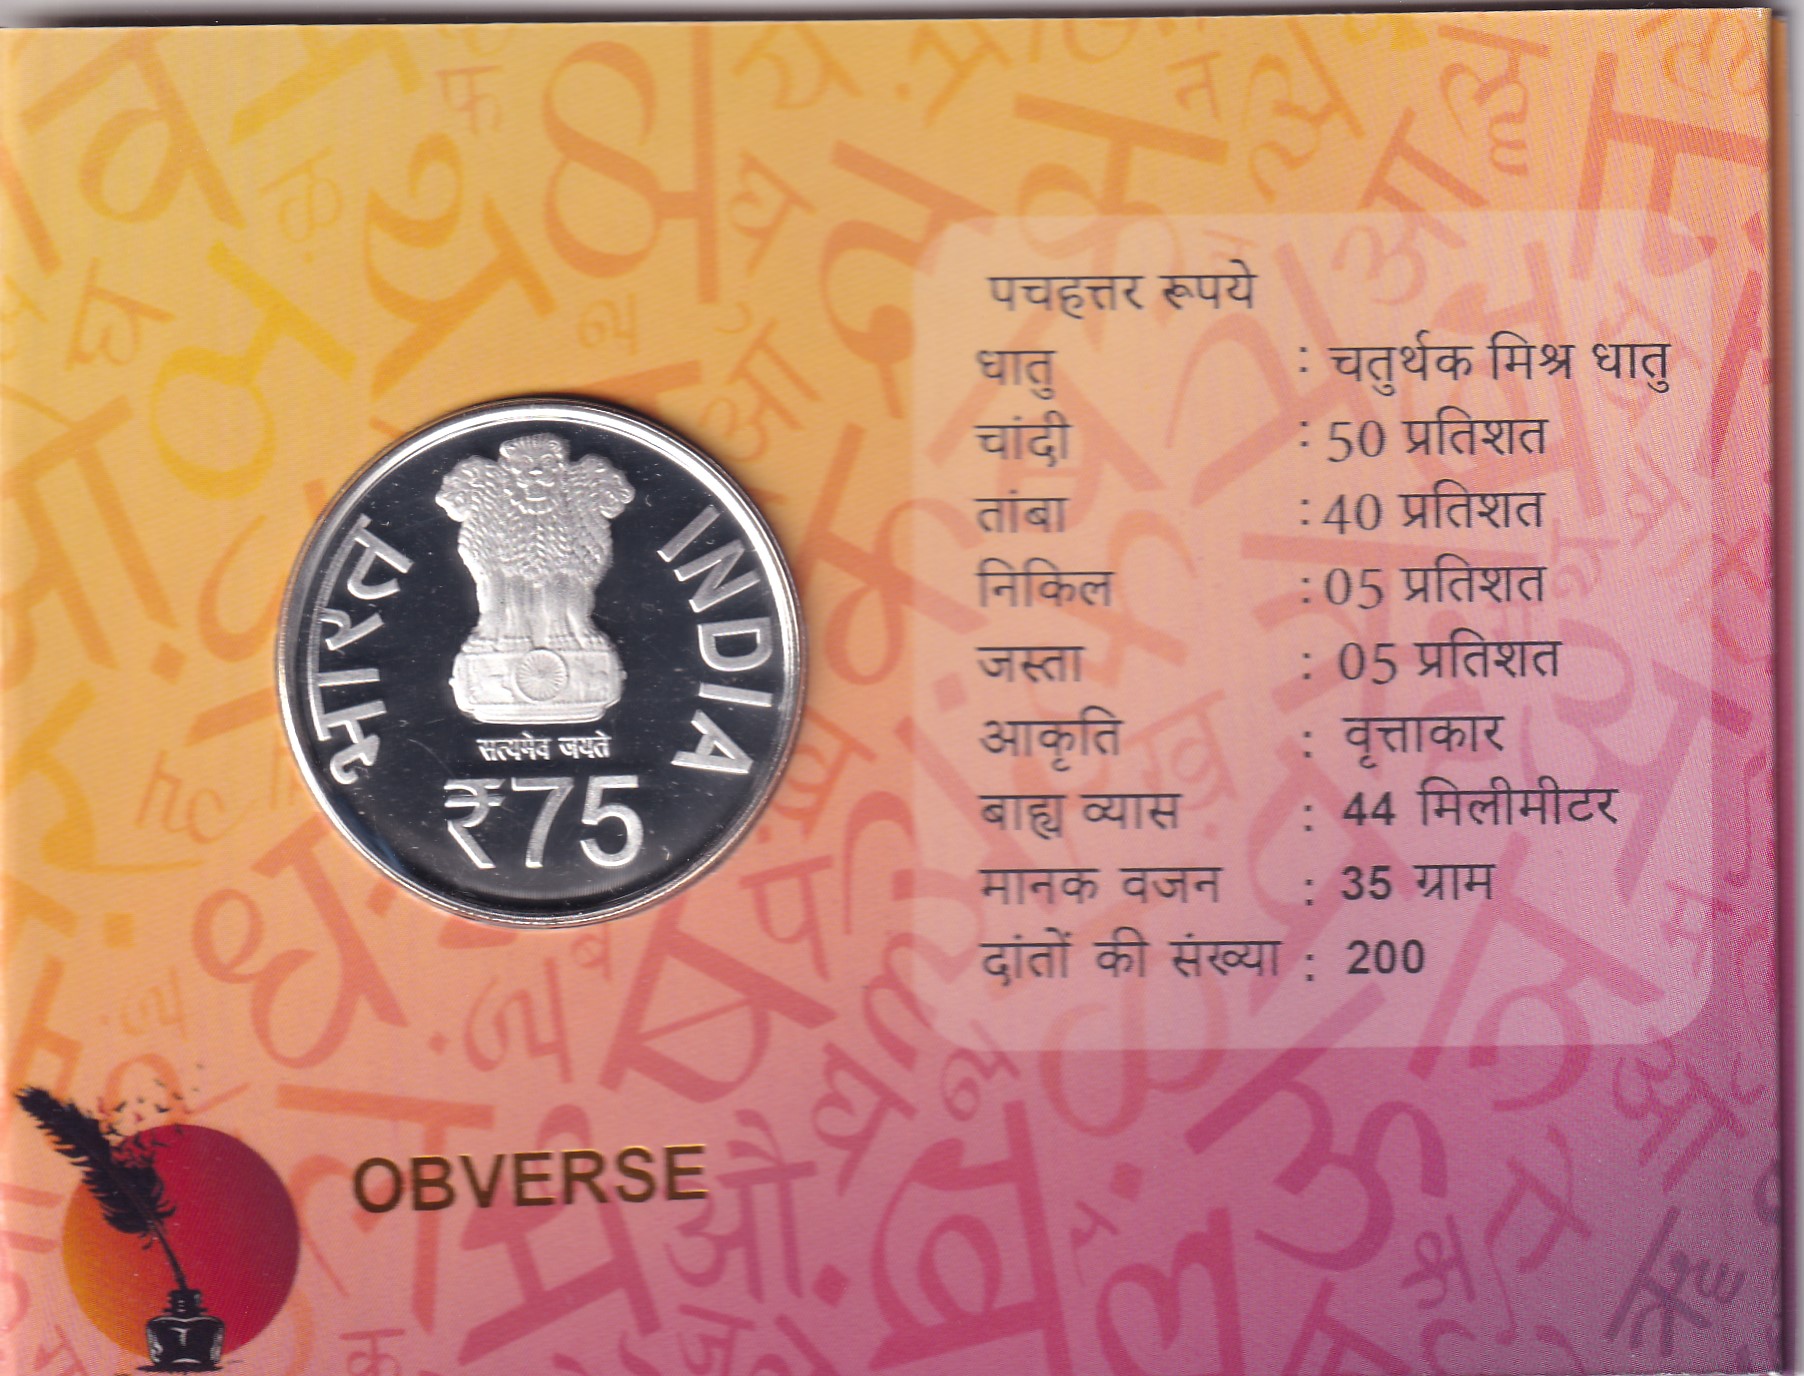 पचहत्तर रूपये
धातु : चतुर्थक मिश्र धातु
चांदी : 50 प्रतिशत
तांबा : 40 प्रतिशत
निकिल : 05 प्रतिशत
जस्ता : 05 प्रतिशत
आकृति : वृत्ताकार
बाह्य व्यास : 44 मिलीमीटर
मानक वजन : 35 ग्राम
दांतों की संख्या : 200
भारत
INDIA
सत्यमेव जयते
₹75
OBVERSE